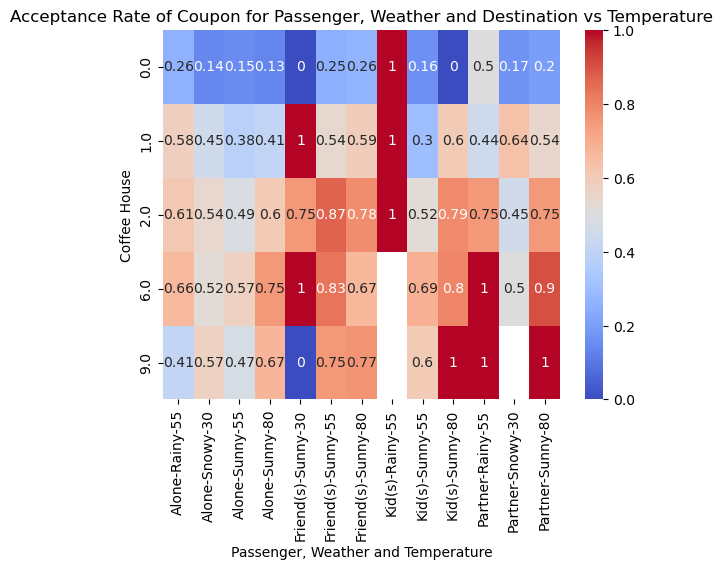 Acceptance Rate of Coupon for Passenger, Weather and Destination vs Temperature
0.0 0.26 0.14 0.15 0.13 0 0.25 0.26 1 0.16 0 0.5 0.17 0.2
1.0 0.58 0.45 0.38 0.41 1 0.54 0.59 1 0.3 0.6 0.44 0.64 0.54
2.0 0.61 0.54 0.49 0.6 0.75 0.87 0.78 1 0.52 0.79 0.75 0.45 0.75
6.0 0.66 0.52 0.57 0.75 1 0.83 0.67 0.69 0.8 1 0.5 0.9
9.0 0.41 0.57 0.47 0.67 0 0.75 0.77 0.6 1 1 1
Coffee House
Alone-Rainy-55
Alone-Snowy-30
Alone-Sunny-55
Alone-Sunny-80
Friend(s)-Sunny-30
Friend(s)-Sunny-55
Friend(s)-Sunny-80
Kid(s)-Rainy-55
Kid(s)-Sunny-55
Kid(s)-Sunny-80
Partner-Rainy-55
Partner-Snowy-30
Partner-Sunny-80
Passenger, Weather and Temperature
1.0
0.8
0.6
0.4
0.2
0.0